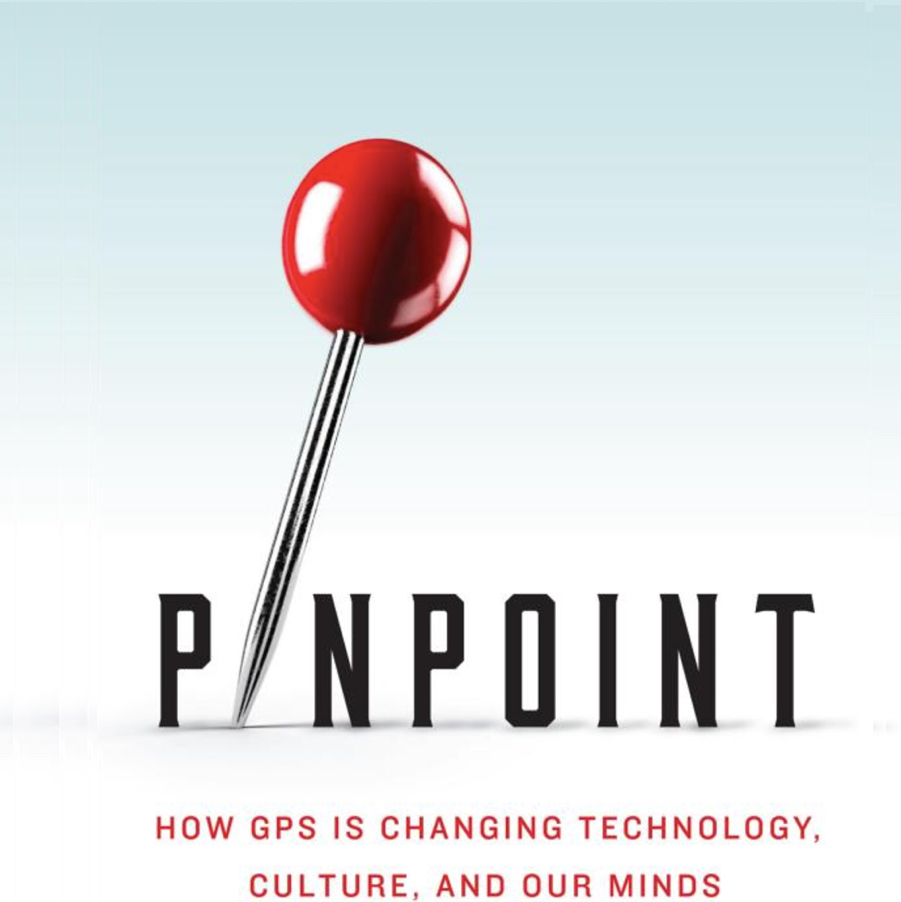 PINPOINT
HOW GPS IS CHANGING TECHNOLOGY,
CULTURE, AND OUR MINDS